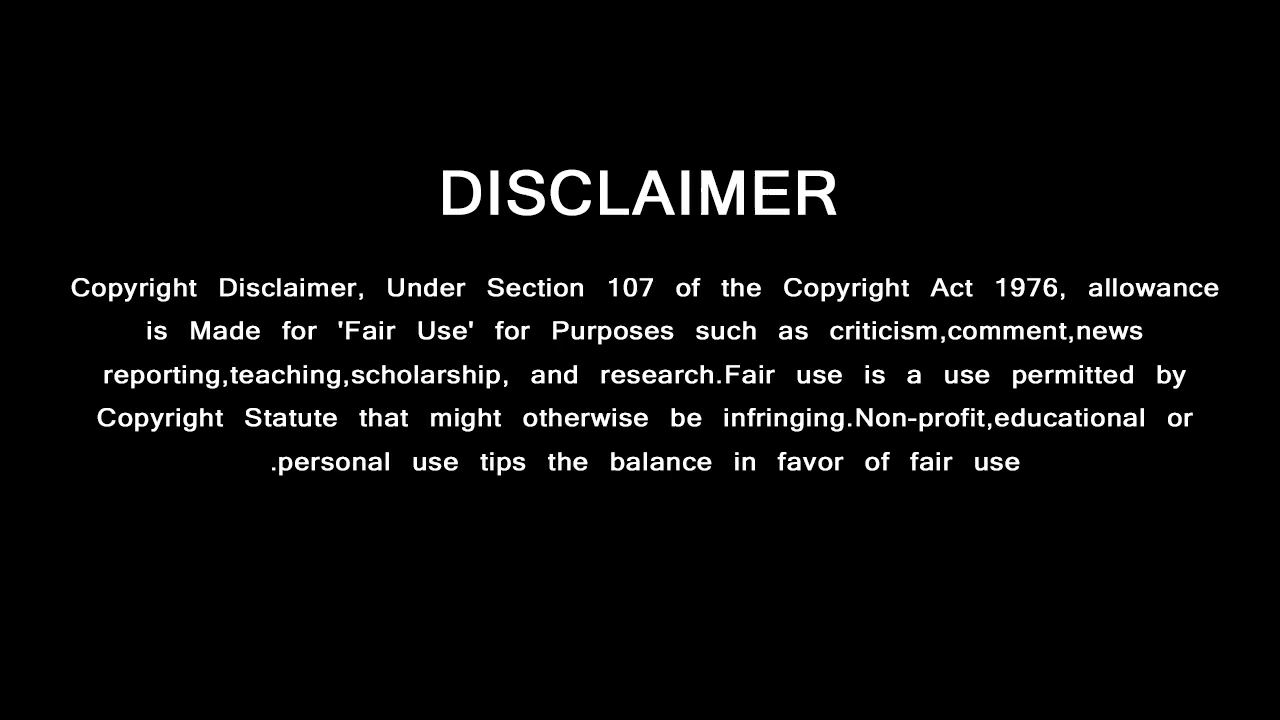 DISCLAIMER
Copyright Disclaimer, Under Section 107 of the Copyright Act 1976, allowance
is Made for 'Fair Use' for Purposes such as criticism,comment,news
reporting,teaching,scholarship, and research.Fair use is a use permitted by
Copyright Statute that might otherwise be infringing.Non-profit,educational or
.personal use tips the balance in favor of fair use